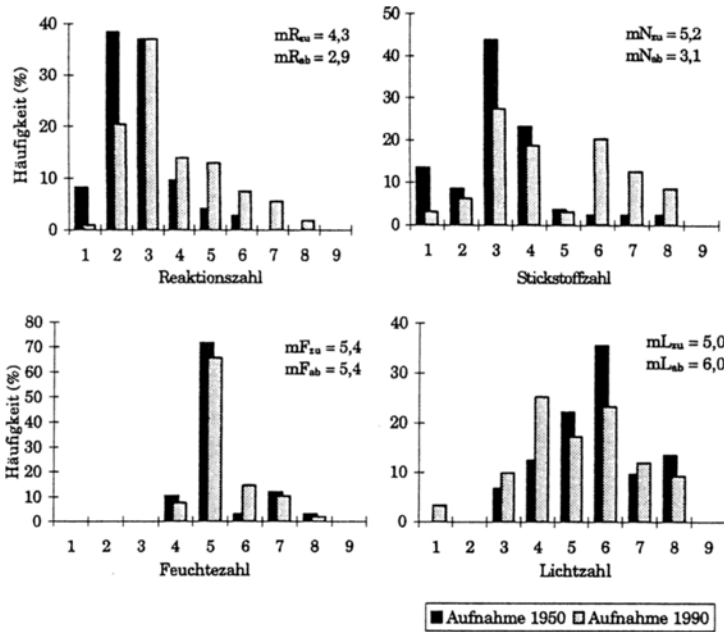 mRzu = 4,3
mRab = 2,9
Häufigkeit (%)
40
30
20
10
0
1 2 3 4 5 6 7 8 9
Reaktionszahl
mNzu = 5,2
mNab = 3,1
50
40
30
20
10
0
1 2 3 4 5 6 7 8 9
Stickstoffzahl
mFzu = 5,4
mFab = 5,4
Häufigkeit (%)
80
70
60
50
40
30
20
10
0
1 2 3 4 5 6 7 8 9
Feuchtezahl
mLzu = 5,0
mLab = 6,0
40
30
20
10
0
1 2 3 4 5 6 7 8 9
Lichtzahl
Aufnahme 1950 Aufnahme 1990